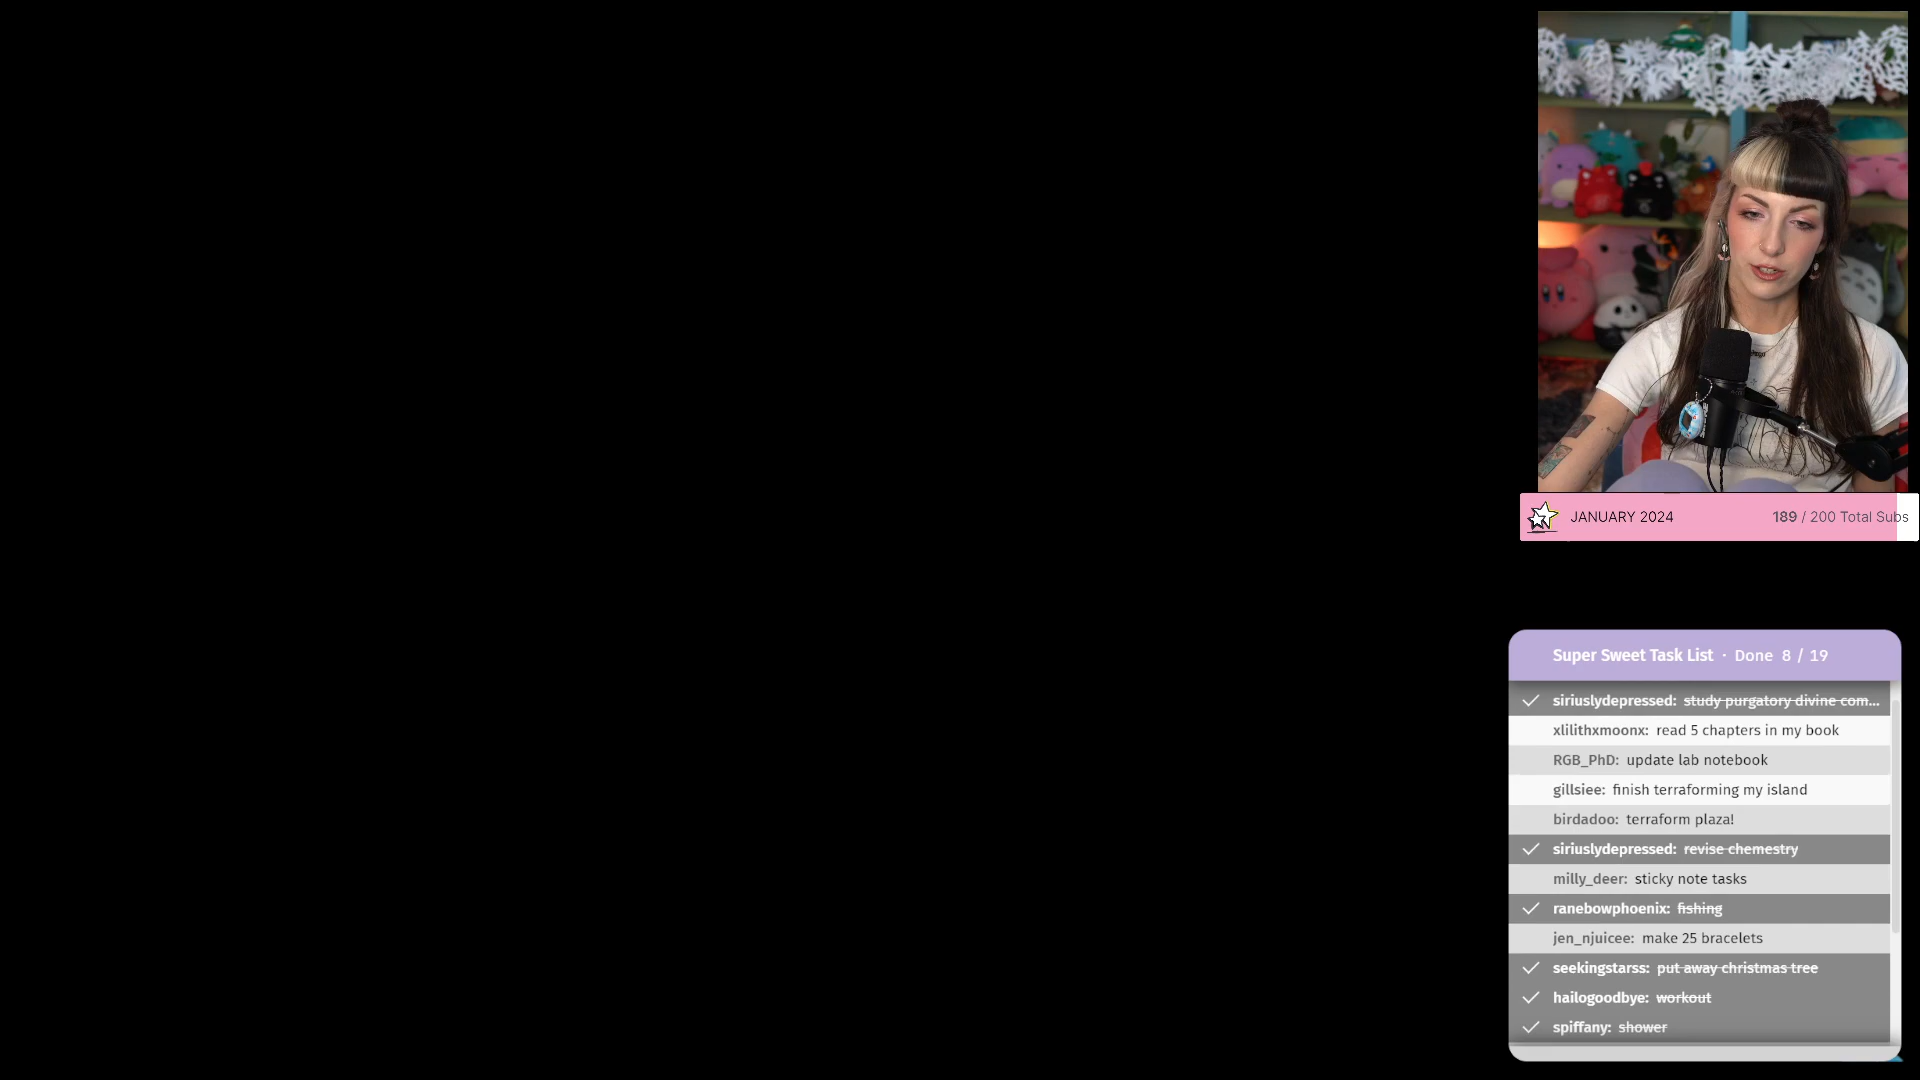 JANUARY 2024
189 / 200 Total Subs
Super Sweet Task List · Done 8 / 19
siriuslydepressed: study purgatory divine com...
xlilithxmoonx: read 5 chapters in my book
RGB_PhD: update lab notebook
gillsiee: finish terraforming my island
birdadoo: terraform plaza!
siriuslydepressed: revise chemestry
milly_deer: sticky note tasks
ranebowphoenix: fishing
jen_njuicee: make 25 bracelets
seekingstarss: put away christmas tree
hailogoodbye: workout
spiffany: shower